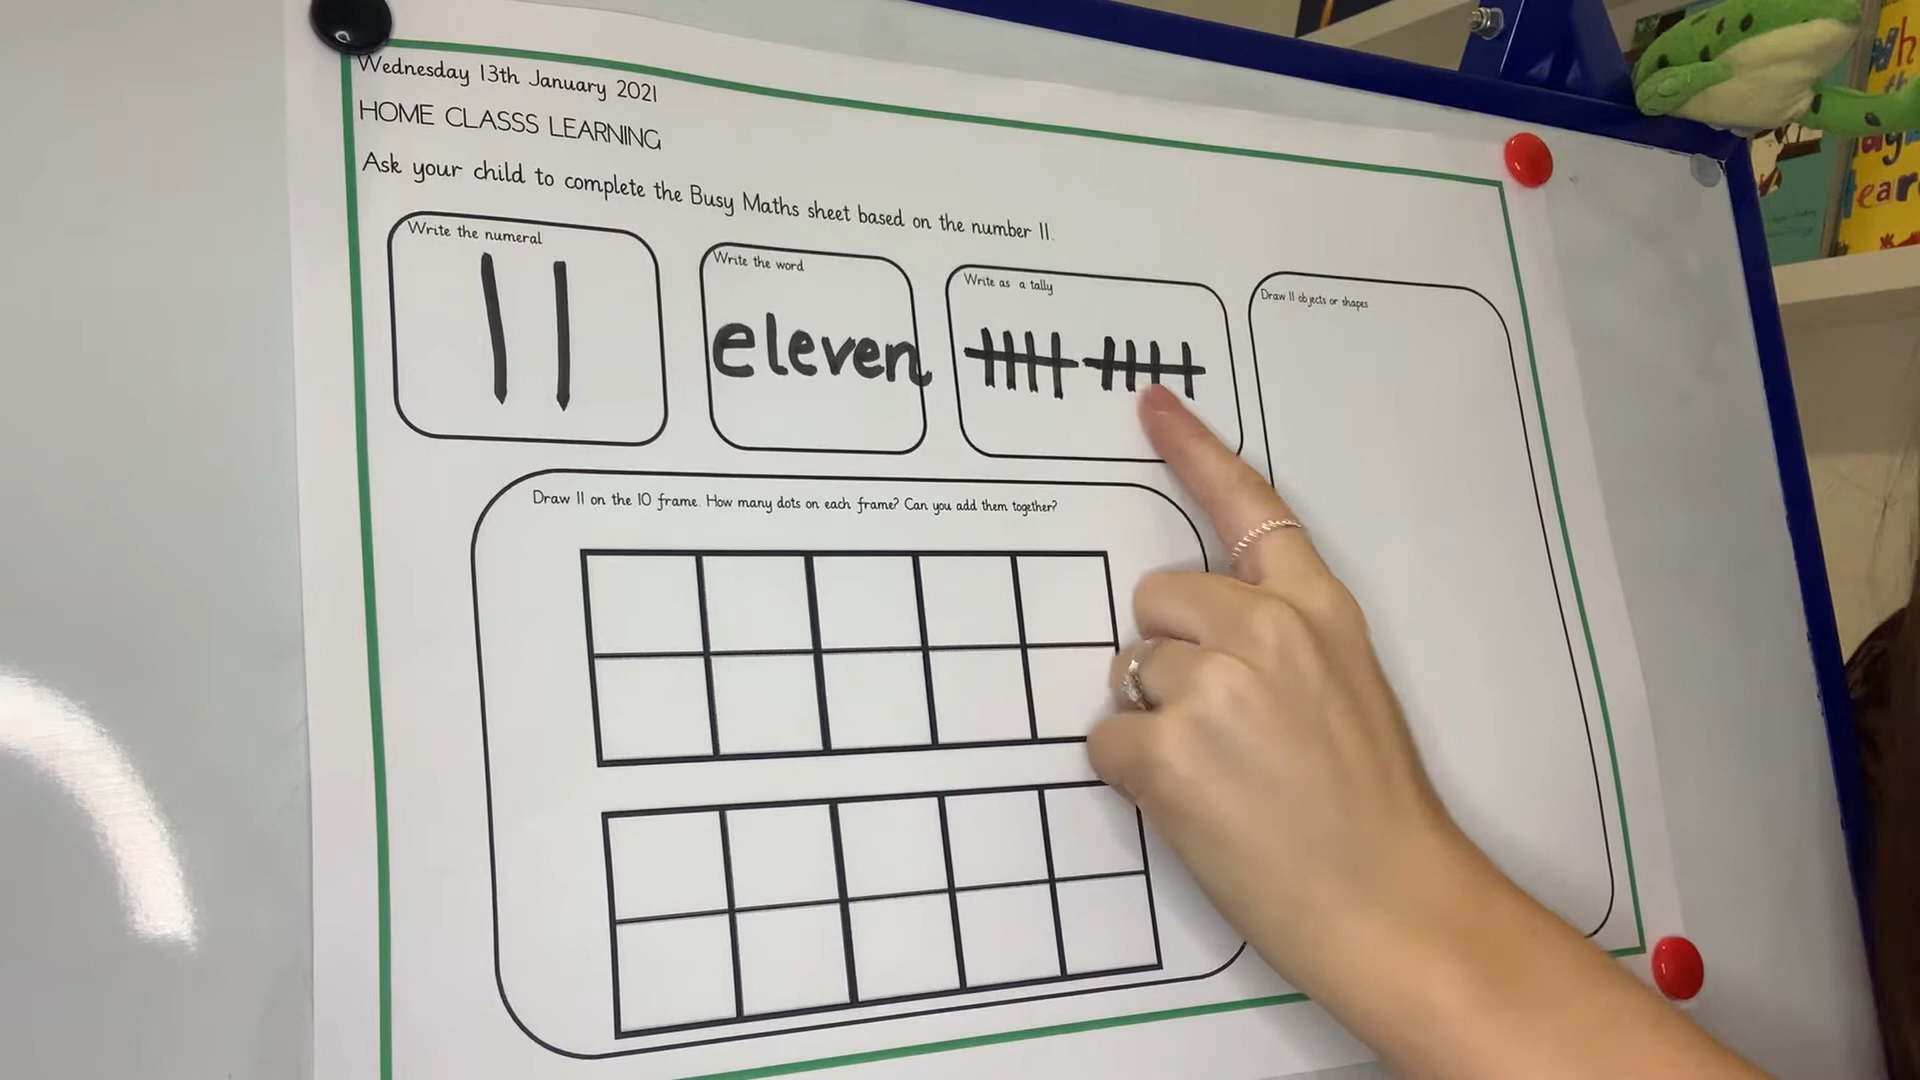 Wednesday 13th January 2021
HOME CLASSS LEARNING
Ask your child to complete the Busy Maths sheet based on the number 11.
Write the numeral
11
Write the word
eleven
Write as a tally
Draw 11 objects or shapes
Draw 11 on the 10 frame. How many dots on each frame? Can you add them together?